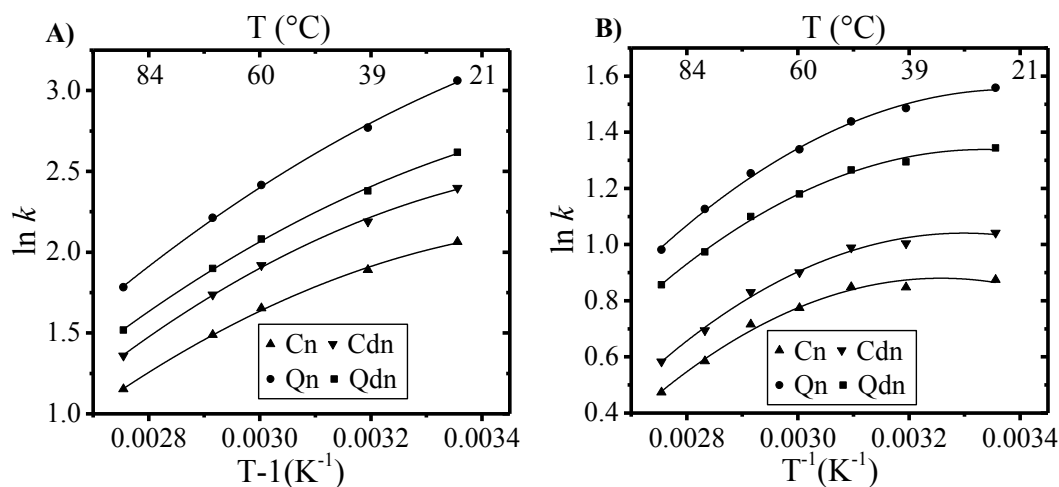 A)
T (°C)
84 60 39 21
3.0
2.5
2.0
1.5
1.0
ln k
Cn Cdn
Qn Qdn
0.0028 0.0030 0.0032 0.0034
T-1(K⁻¹)
B)
T (°C)
84 60 39 21
1.6
1.4
1.2
1.0
0.8
0.6
0.4
ln k
Cn Cdn
Qn Qdn
0.0028 0.0030 0.0032 0.0034
T⁻¹(K⁻¹)